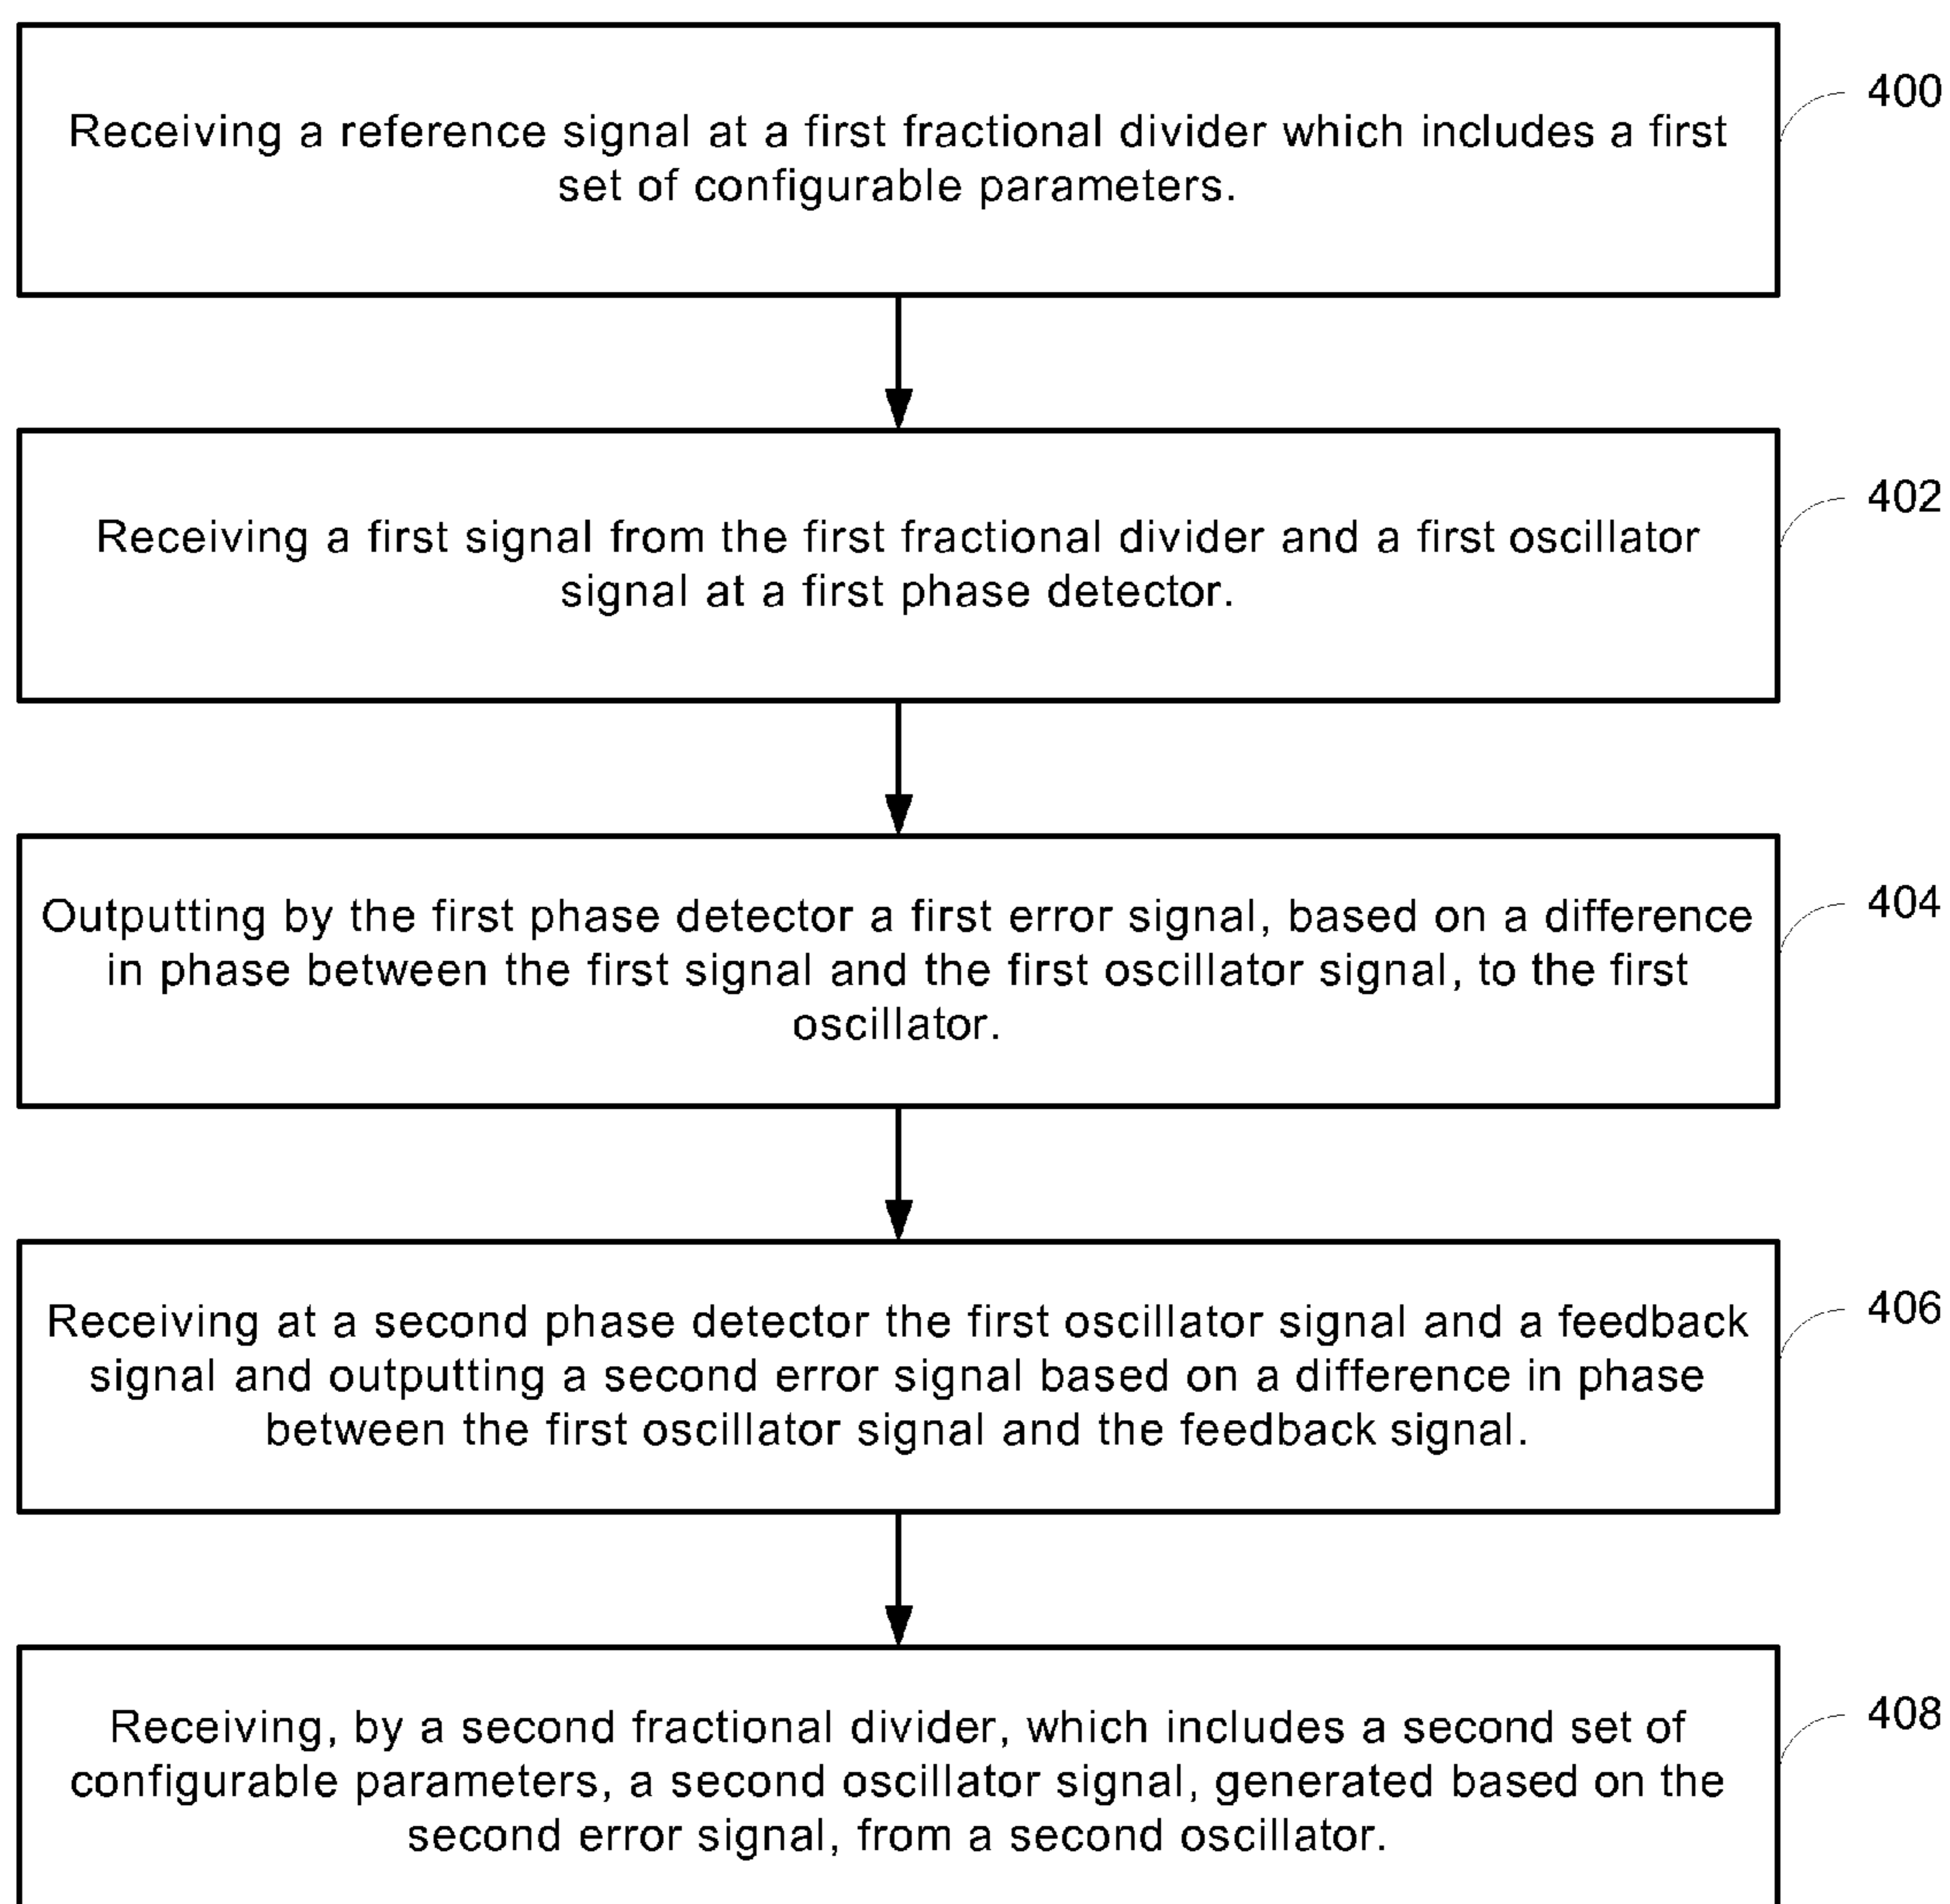 Receiving a reference signal at a first fractional divider which includes a first
set of configurable parameters.
400
Receiving a first signal from the first fractional divider and a first oscillator
signal at a first phase detector.
402
Outputting by the first phase detector a first error signal, based on a difference
in phase between the first signal and the first oscillator signal, to the first
oscillator.
404
Receiving at a second phase detector the first oscillator signal and a feedback
signal and outputting a second error signal based on a difference in phase
between the first oscillator signal and the feedback signal.
406
Receiving, by a second fractional divider, which includes a second set of
configurable parameters, a second oscillator signal, generated based on the
second error signal, from a second oscillator.
408